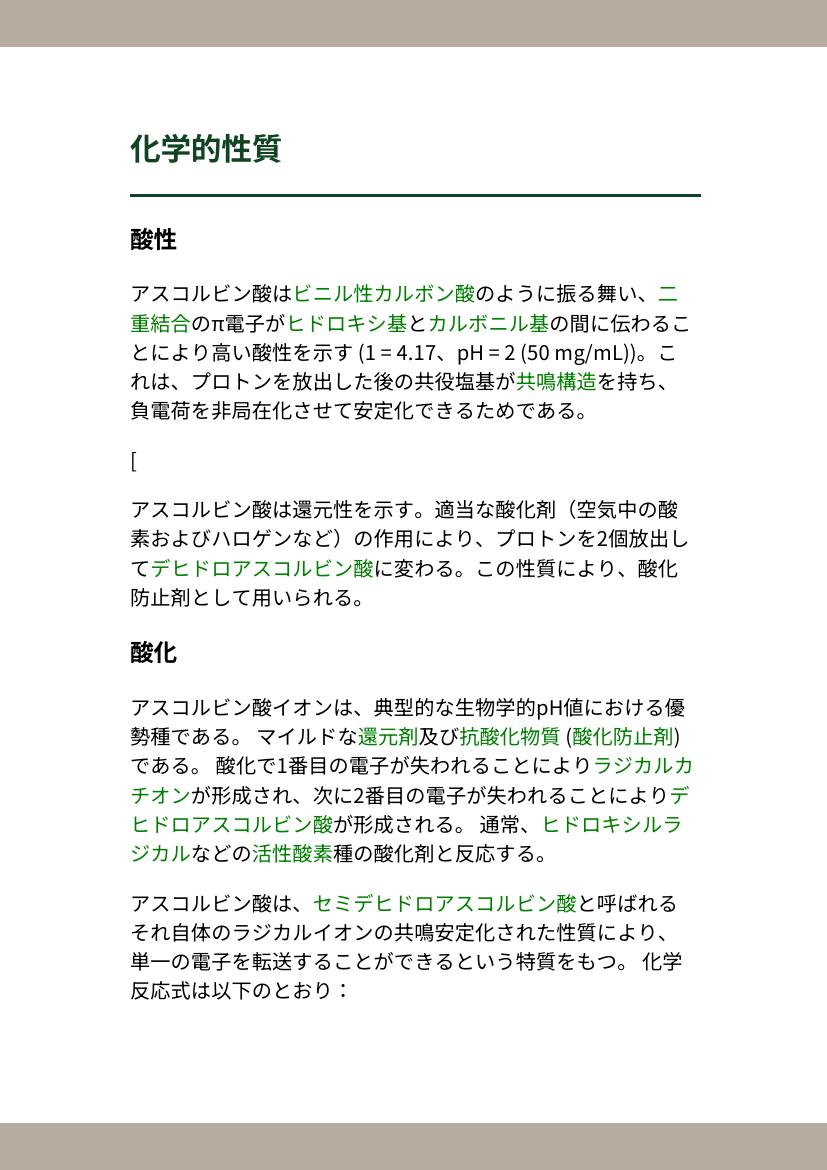 化学的性質
酸性
アスコルビン酸はビニル性カルボン酸のように振る舞い、二
重結合のπ電子がヒドロキシ基とカルボニル基の間に伝わるこ
とにより高い酸性を示す (1 = 4.17、pH = 2 (50 mg/mL))。こ
れは、プロトンを放出した後の共役塩基が共鳴構造を持ち、
負電荷を非局在化させて安定化できるためである。
[
アスコルビン酸は還元性を示す。適当な酸化剤（空気中の酸
素およびハロゲンなど）の作用により、プロトンを2個放出し
てデヒドロアスコルビン酸に変わる。この性質により、酸化
防止剤として用いられる。
酸化
アスコルビン酸イオンは、典型的な生物学的pH値における優
勢種である。 マイルドな還元剤及び抗酸化物質 (酸化防止剤)
である。 酸化で1番目の電子が失われることによりラジカルカ
チオンが形成され、次に2番目の電子が失われることによりデ
ヒドロアスコルビン酸が形成される。 通常、ヒドロキシルラ
ジカルなどの活性酸素種の酸化剤と反応する。
アスコルビン酸は、セミデヒドロアスコルビン酸と呼ばれる
それ自体のラジカルイオンの共鳴安定化された性質により、
単一の電子を転送することができるという特質をもつ。 化学
反応式は以下のとおり：